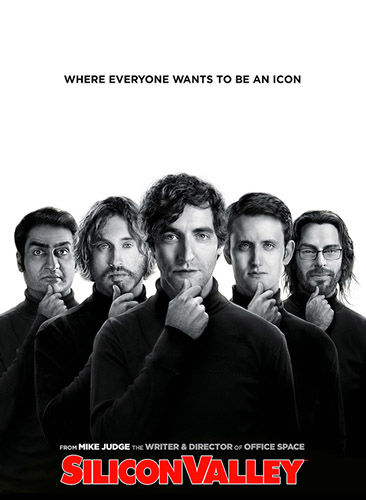 WHERE EVERYONE WANTS TO BE AN ICON
FROM MIKE JUDGE THE WRITER & DIRECTOR OF OFFICE SPACE
SILICON VALLEY